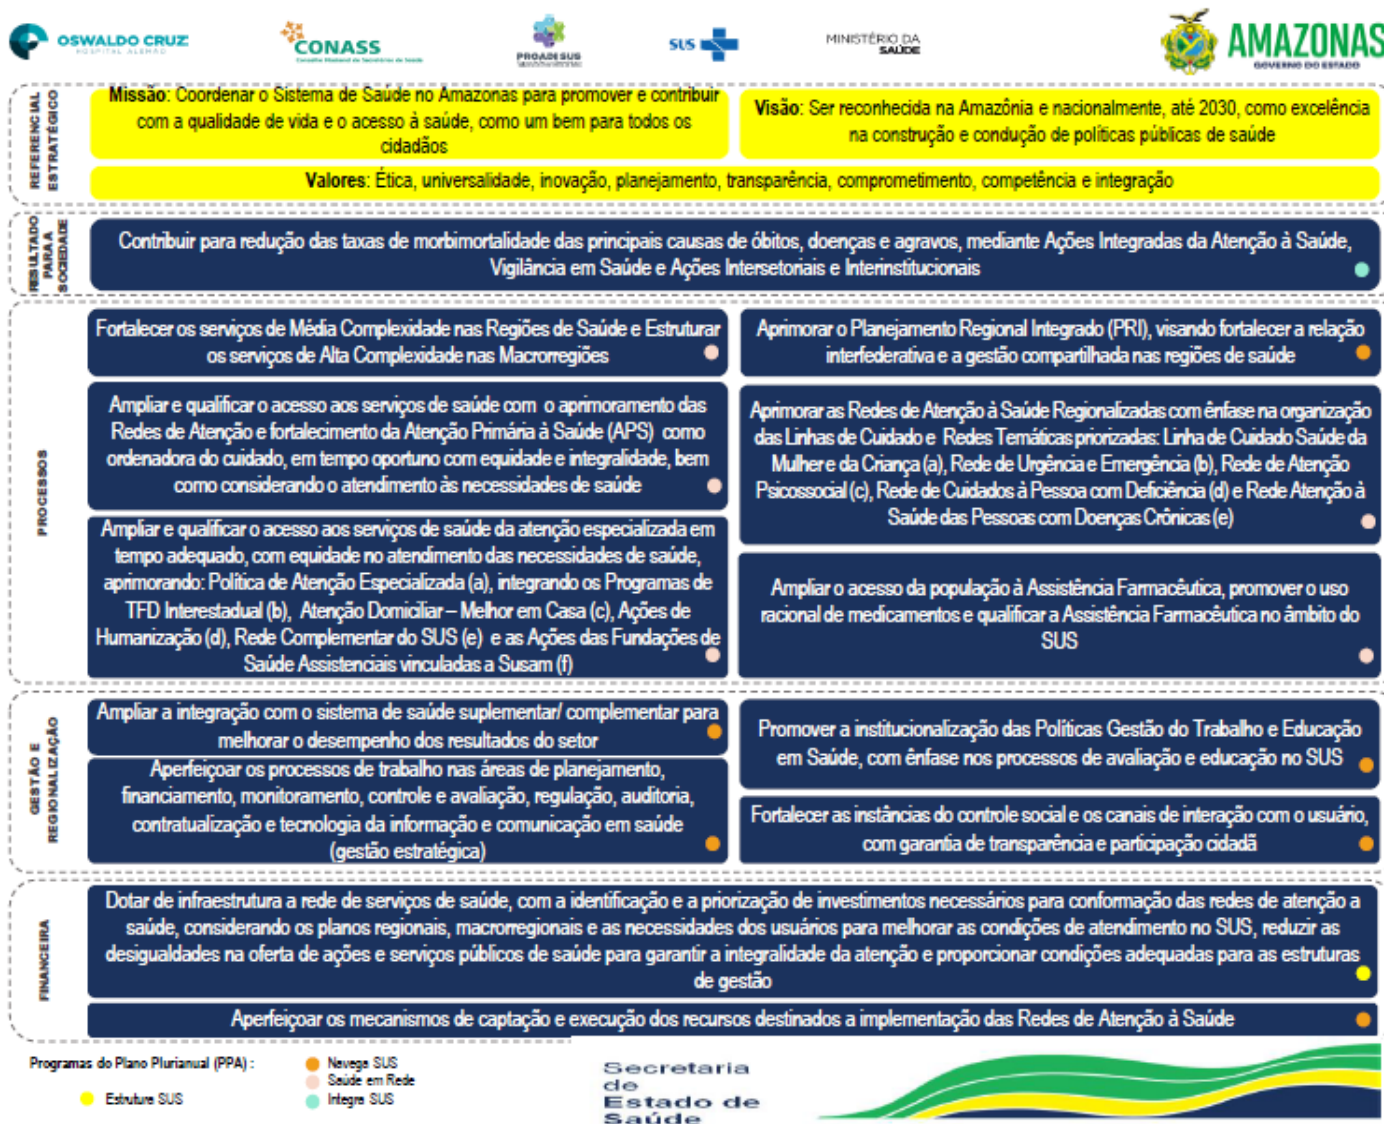 OSWALDO CRUZ
HOSPITAL ALEMÃO
CONASS
Conselho Nacional de Secretários de Saúde
PROADI SUS
SUS
MINISTÉRIO DA
SAÚDE
AMAZONAS
GOVERNO DO ESTADO
REFERENCIAL
ESTRATÉGICO
Missão: Coordenar o Sistema de Saúde no Amazonas para promover e contribuir
com a qualidade de vida e o acesso à saúde, como um bem para todos os
cidadãos
Visão: Ser reconhecida na Amazônia e nacionalmente, até 2030, como excelência
na construção e condução de políticas públicas de saúde
Valores: Ética, universalidade, inovação, planejamento, transparência, comprometimento, competência e integração
RESULTADO
PARA A
SOCIEDADE
Contribuir para redução das taxas de morbimortalidade das principais causas de óbitos, doenças e agravos, mediante Ações Integradas da Atenção à Saúde,
Vigilância em Saúde e Ações Intersetoriais e Interinstitucionais
PROCESSOS
Fortalecer os serviços de Média Complexidade nas Regiões de Saúde e Estruturar
os serviços de Alta Complexidade nas Macrorregiões
Ampliar e qualificar o acesso aos serviços de saúde com o aprimoramento das
Redes de Atenção e fortalecimento da Atenção Primária à Saúde (APS) como
ordenadora do cuidado, em tempo oportuno com equidade e integralidade, bem
como considerando o atendimento às necessidades de saúde
Ampliar e qualificar o acesso aos serviços de saúde da atenção especializada em
tempo adequado, com equidade no atendimento das necessidades de saúde,
aprimorando: Política de Atenção Especializada (a), integrando os Programas de
TFD Interestadual (b), Atenção Domiciliar – Melhor em Casa (c), Ações de
Humanização (d), Rede Complementar do SUS (e) e as Ações das Fundações de
Saúde Assistenciais vinculadas a Susam (f)
Aprimorar o Planejamento Regional Integrado (PRI), visando fortalecer a relação
interfederativa e a gestão compartilhada nas regiões de saúde
Aprimorar as Redes de Atenção à Saúde Regionalizadas com ênfase na organização
das Linhas de Cuidado e Redes Temáticas priorizadas: Linha de Cuidado Saúde da
Mulher e da Criança (a), Rede de Urgência e Emergência (b), Rede de Atenção
Psicossocial (c), Rede de Cuidados à Pessoa com Deficiência (d) e Rede Atenção à
Saúde das Pessoas com Doenças Crônicas (e)
Ampliar o acesso da população à Assistência Farmacêutica, promover o uso
racional de medicamentos e qualificar a Assistência Farmacêutica no âmbito do
SUS
GESTÃO E
REGIONALIZAÇÃO
Ampliar a integração com o sistema de saúde suplementar/ complementar para
melhorar o desempenho dos resultados do setor
Aperfeiçoar os processos de trabalho nas áreas de planejamento,
financiamento, monitoramento, controle e avaliação, regulação, auditoria,
contratualização e tecnologia da informação e comunicação em saúde
(gestão estratégica)
Promover a institucionalização das Políticas Gestão do Trabalho e Educação
em Saúde, com ênfase nos processos de avaliação e educação no SUS
Fortalecer as instâncias do controle social e os canais de interação com o usuário,
com garantia de transparência e participação cidadã
FINANCEIRA
Dotar de infraestrutura a rede de serviços de saúde, com a identificação e a priorização de investimentos necessários para conformação das redes de atenção a
saúde, considerando os planos regionais, macrorregionais e as necessidades dos usuários para melhorar as condições de atendimento no SUS, reduzir as
desigualdades na oferta de ações e serviços públicos de saúde para garantir a integralidade da atenção e proporcionar condições adequadas para as estruturas
de gestão
Aperfeiçoar os mecanismos de captação e execução dos recursos destinados a implementação das Redes de Atenção à Saúde
Programas do Plano Plurianual (PPA) :
Estrutura SUS
Navega SUS
Saúde em Rede
Integra SUS
Secretaria
de
Estado de
Saúde